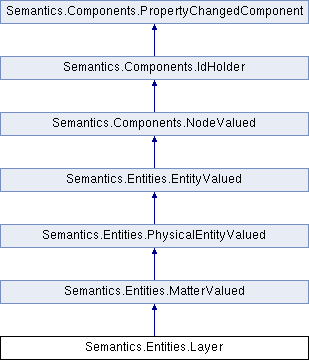 Semantics.Components.PropertyChangedComponent
Semantics.Components.IdHolder
Semantics.Components.NodeValued
Semantics.Entities.EntityValued
Semantics.Entities.PhysicalEntityValued
Semantics.Entities.MatterValued
Semantics.Entities.Layer